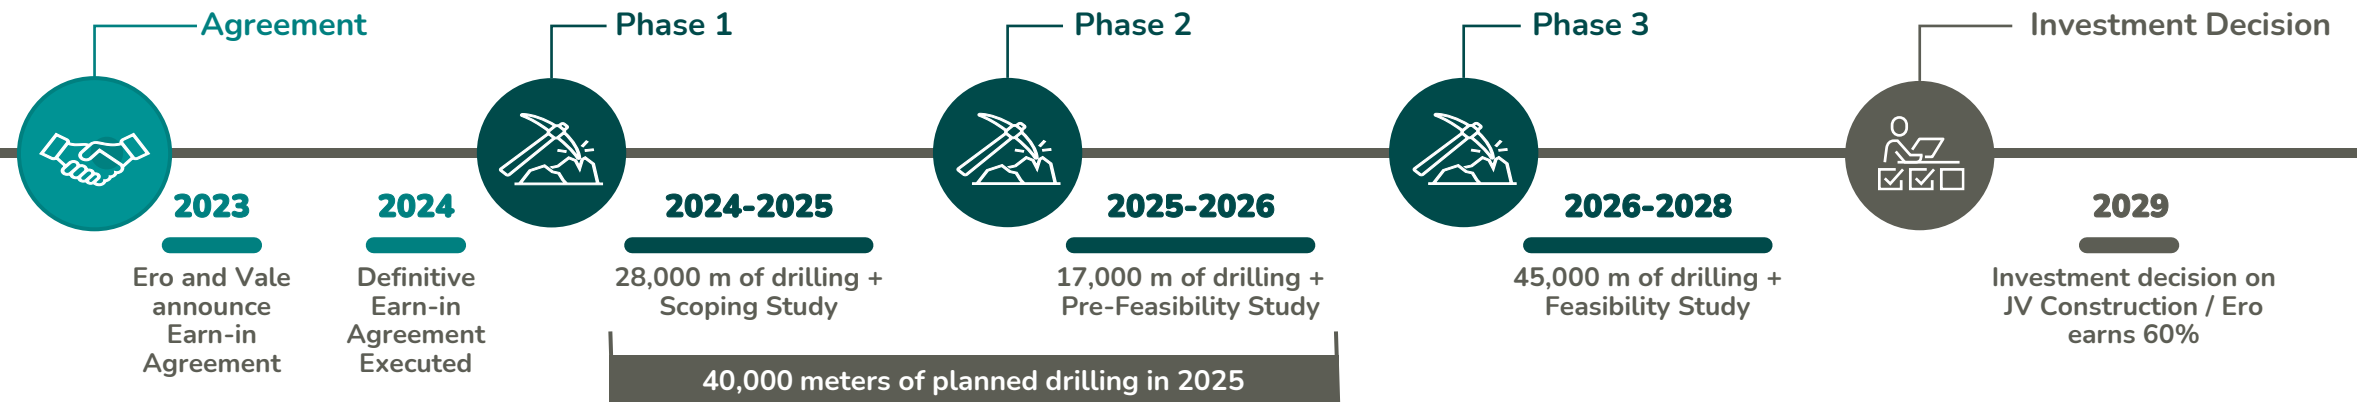 Agreement
Phase 1
Phase 2
Phase 3
Investment Decision
2023
Ero and Vale
announce
Earn-in
Agreement
2024
Definitive
Earn-in
Agreement
Executed
2024-2025
28,000 m of drilling +
Scoping Study
2025-2026
17,000 m of drilling +
Pre-Feasibility Study
40,000 meters of planned drilling in 2025
2026-2028
45,000 m of drilling +
Feasibility Study
2029
Investment decision on
JV Construction / Ero
earns 60%